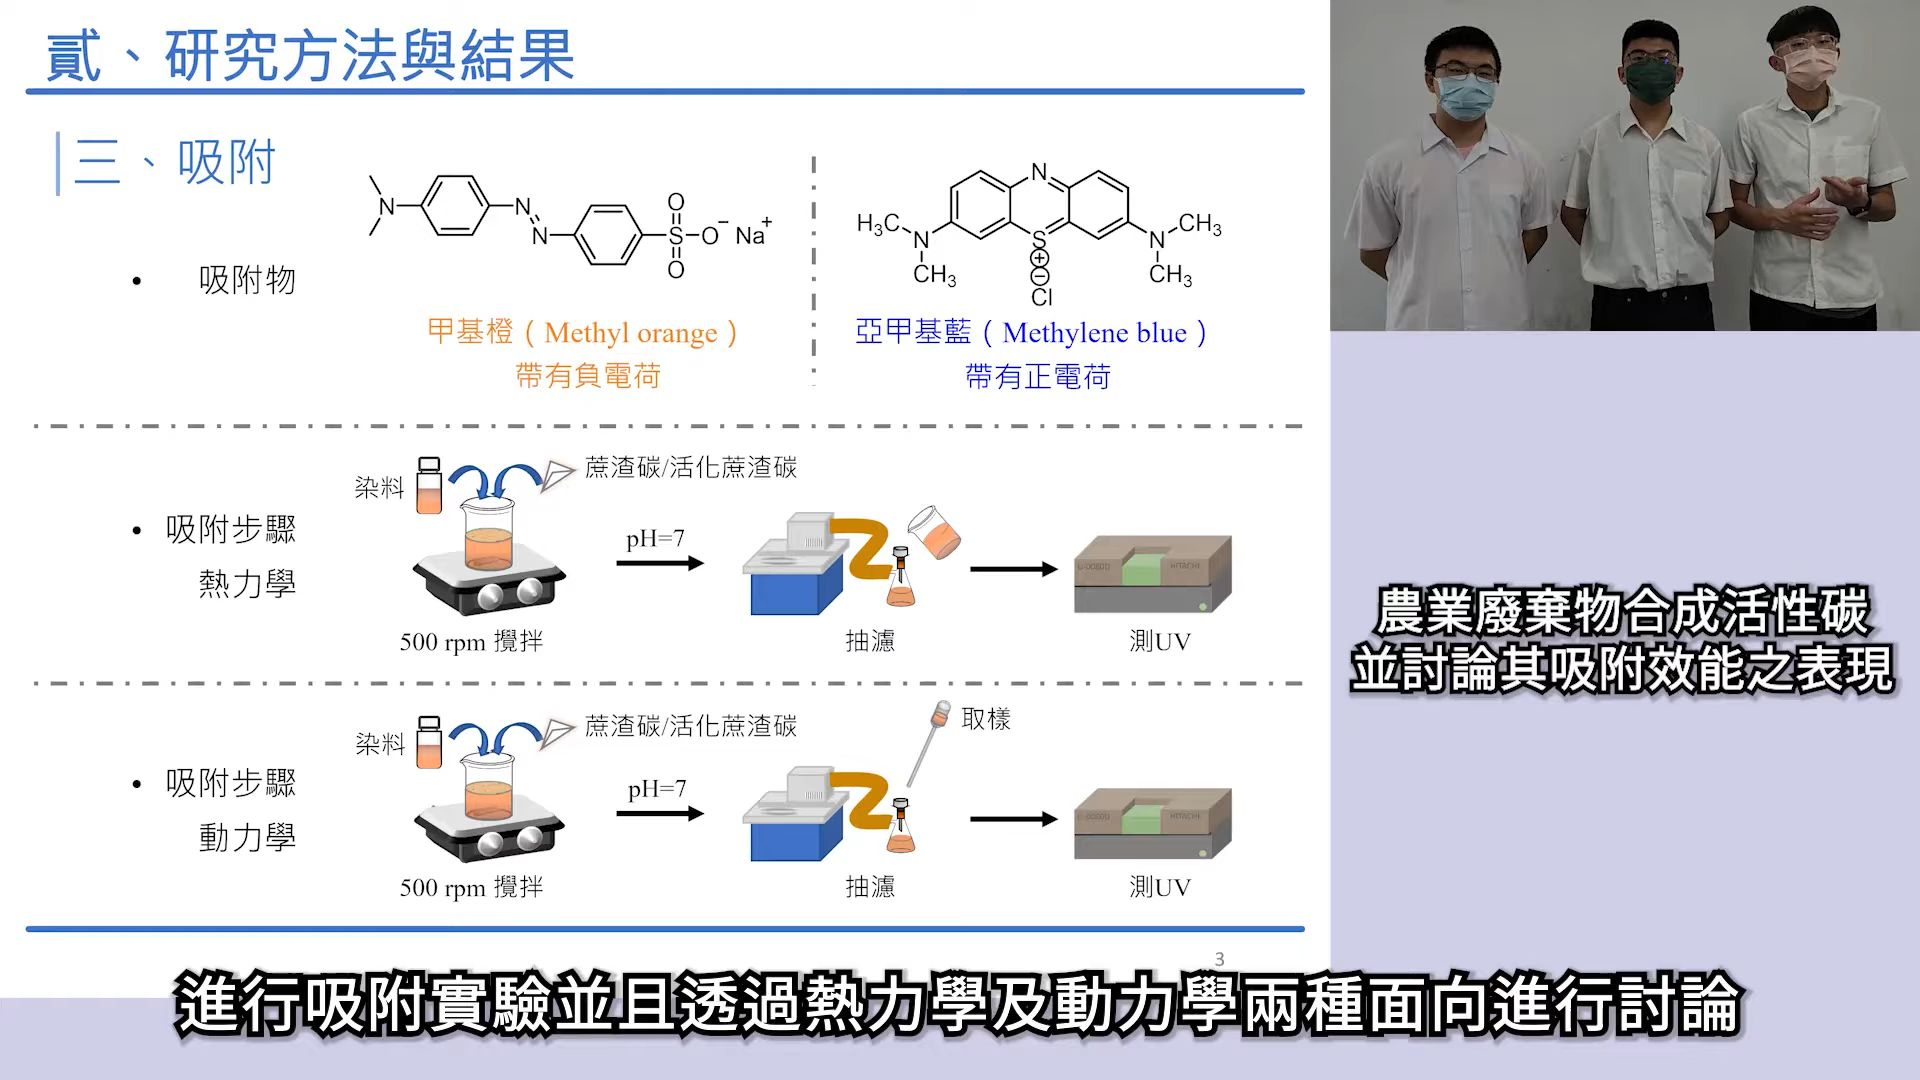 貳、研究方法與結果
三、吸附
• 吸附物
N
N
N
O
S
O
O⁻ Na⁺
甲基橙（Methyl orange）
帶有負電荷
N
H₃C
N
CH₃
S
⊕
⊖
Cl
CH₃
N
CH₃
亞甲基藍（Methylene blue）
帶有正電荷
• 吸附步驟
熱力學
染料
蔗渣碳/活化蔗渣碳
500 rpm 攪拌
pH=7
抽濾
HITACHI
測UV
• 吸附步驟
動力學
染料
蔗渣碳/活化蔗渣碳
500 rpm 攪拌
pH=7
取樣
抽濾
HITACHI
測UV
3
農業廢棄物合成活性碳
並討論其吸附效能之表現
進行吸附實驗並且透過熱力學及動力學兩種面向進行討論